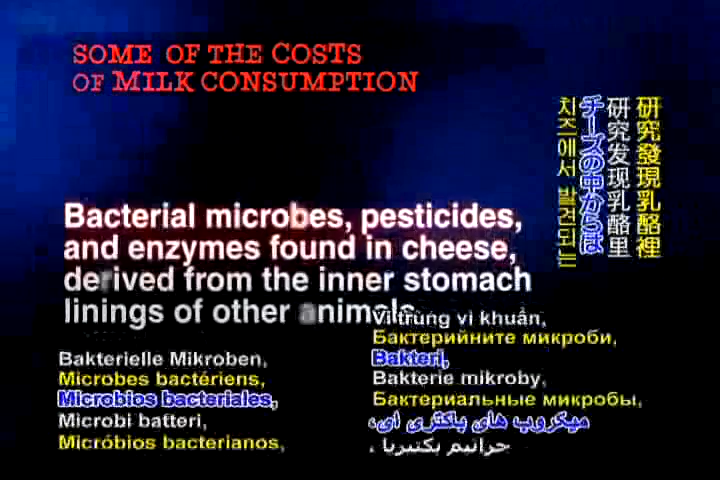 SOME OF THE COSTS
OF MILK CONSUMPTION
Bacterial microbes, pesticides,
and enzymes found in cheese,
derived from the inner stomach
linings of other animals.
研究發現乳酪裡
研究发现乳酪里
チーズの中からは
치즈에서 발견되는
Bakterielle Mikroben,
Microbes bactériens,
Microbios bacteriales,
Microbi batteri,
Micróbios bacterianos,
Vi trùng vi khuẩn,
Бактерийните микроби,
Bakteri,
Bakterie mikroby,
Бактериальные микробы,
میکروب های باکتری ای،
جراثيم بكتيريا ،